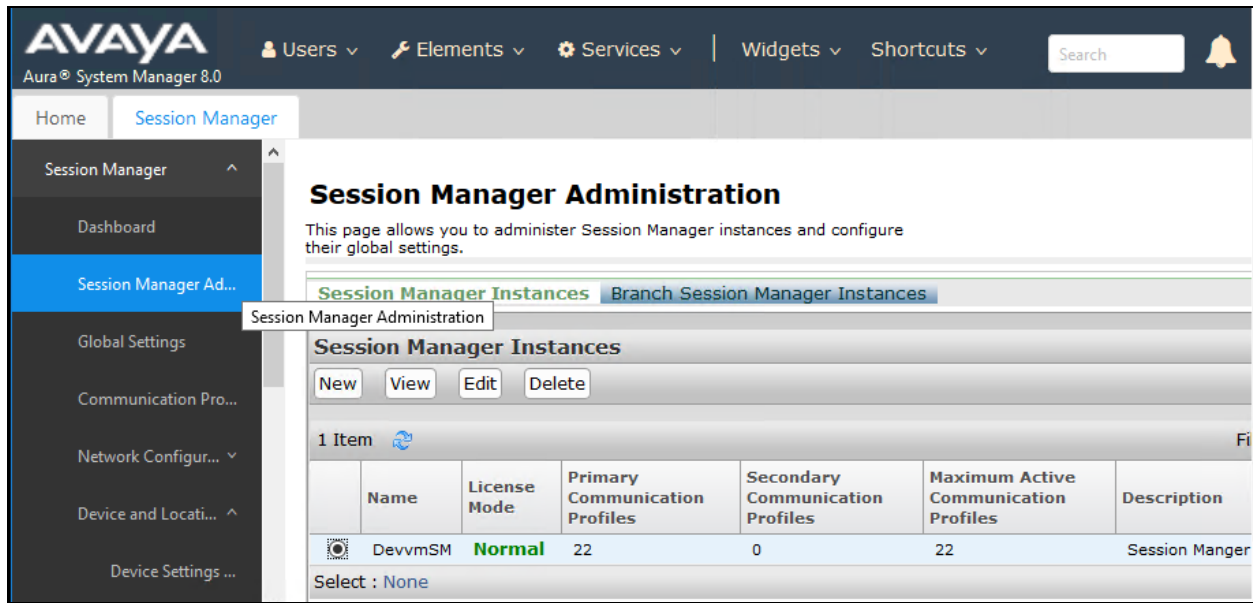 AVAYA
Aura® System Manager 8.0
Users Elements Services | Widgets Shortcuts Search
Home Session Manager
Session Manager
Dashboard
Session Manager Ad...
Session Manager Administration
Global Settings
Communication Pro...
Network Configur...
Device and Locati...
Device Settings ...
Session Manager Administration
This page allows you to administer Session Manager instances and configure
their global settings.
Session Manager Instances Branch Session Manager Instances
Session Manager Instances
New View Edit Delete
1 Item Fi
Name License Mode Primary Communication Profiles Secondary Communication Profiles Maximum Active Communication Profiles Description
DevvmSM Normal 22 0 22 Session Manger
Select : None